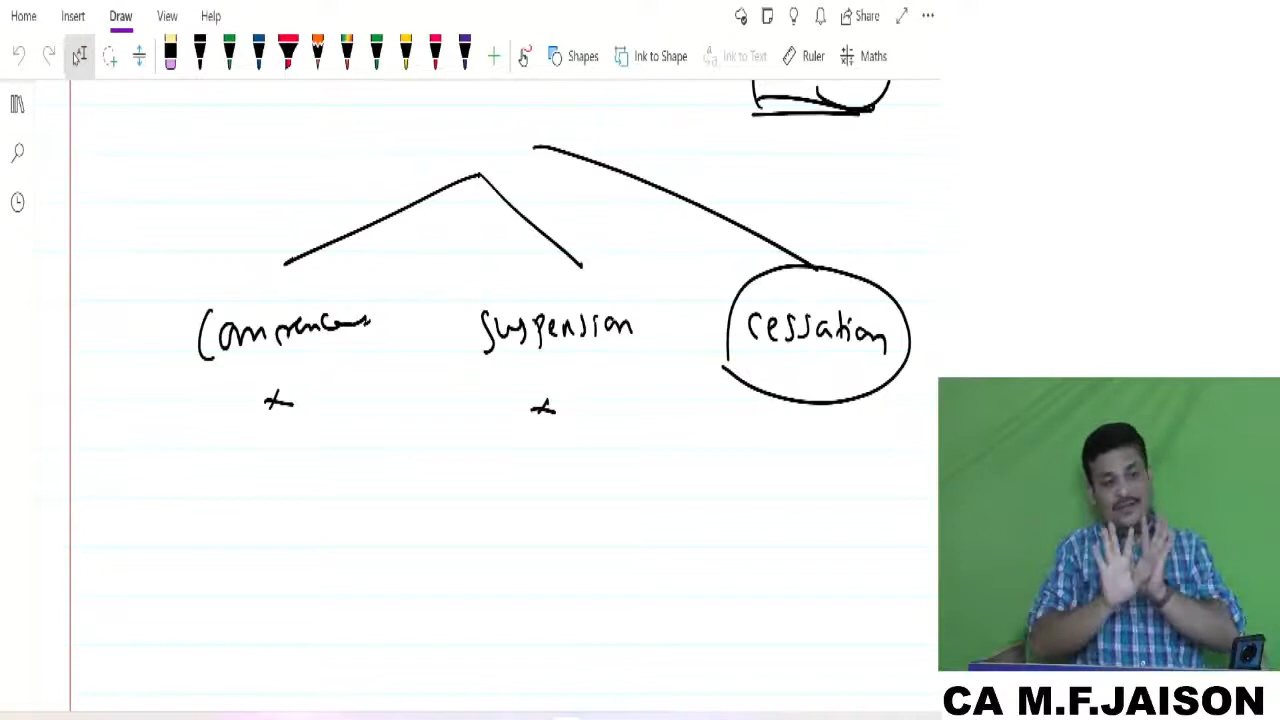 Home Insert Draw View Help Share
Shapes Ink to Shape Ink to Text Ruler Maths
suspension cessation
CA M.F.JAISON